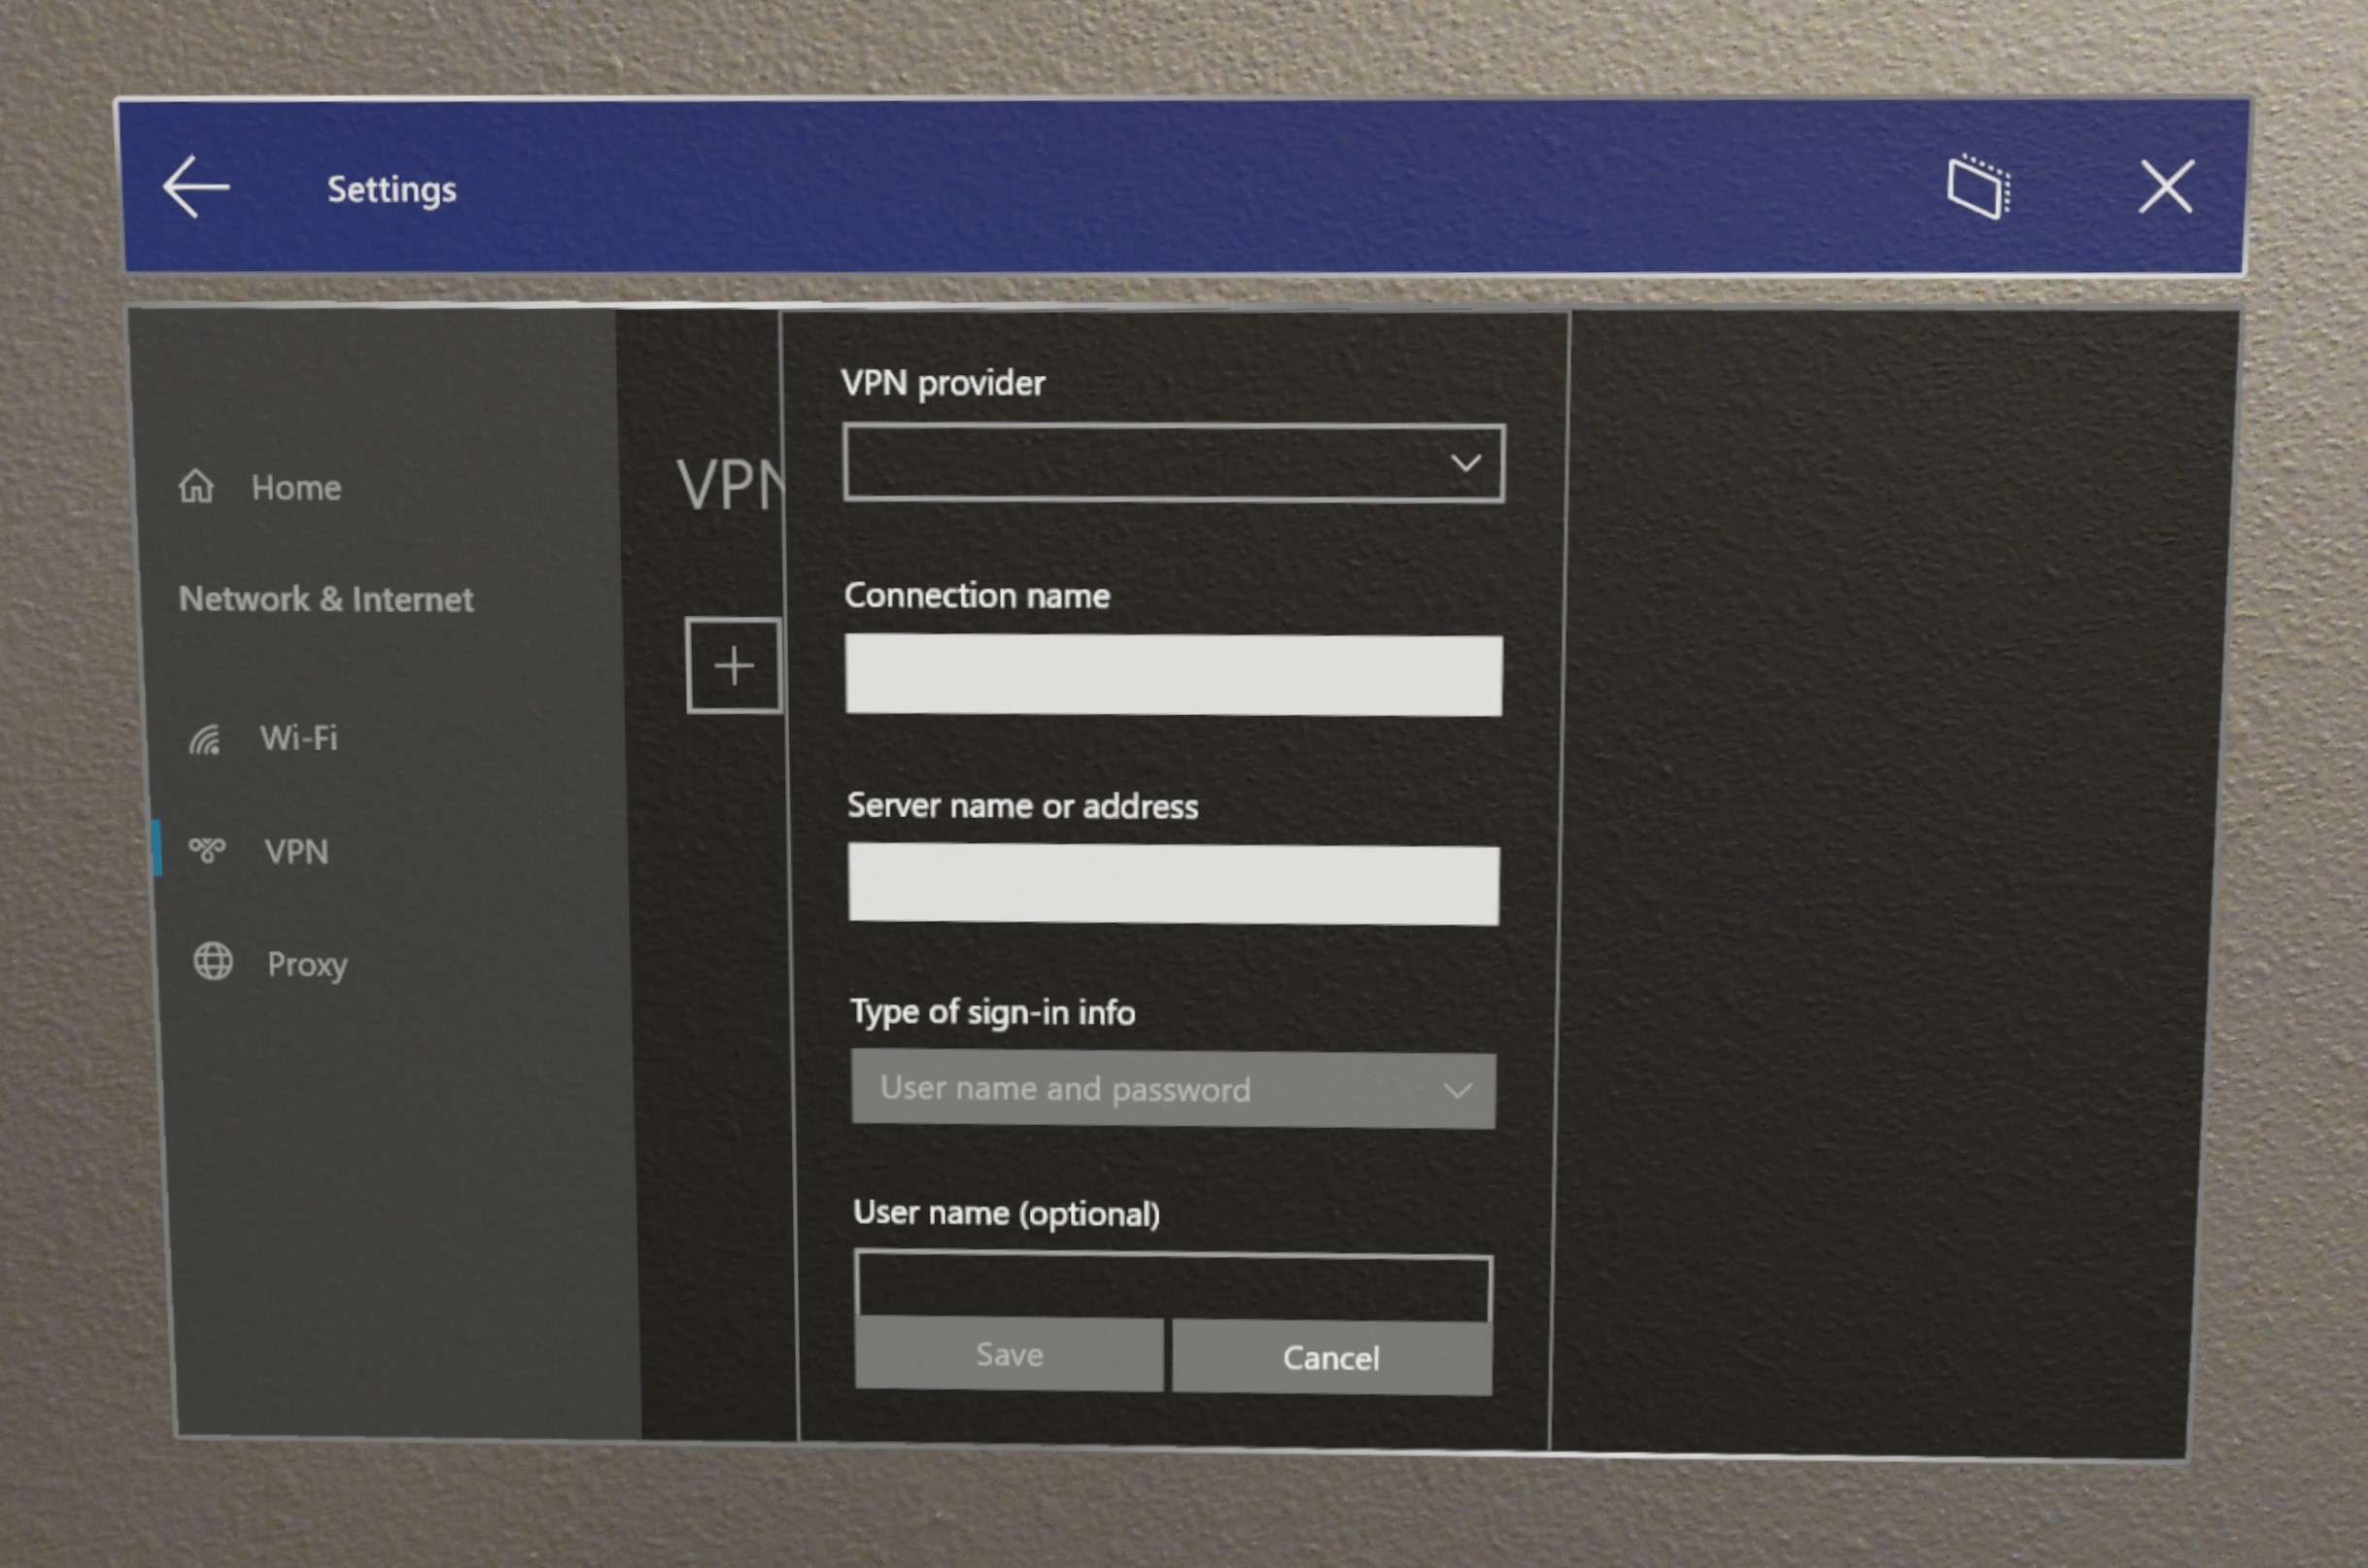 Settings
Home
Network & Internet
Wi-Fi
VPN
Proxy
VPN
VPN provider
Connection name
Server name or address
Type of sign-in info
User name and password
User name (optional)
Save
Cancel